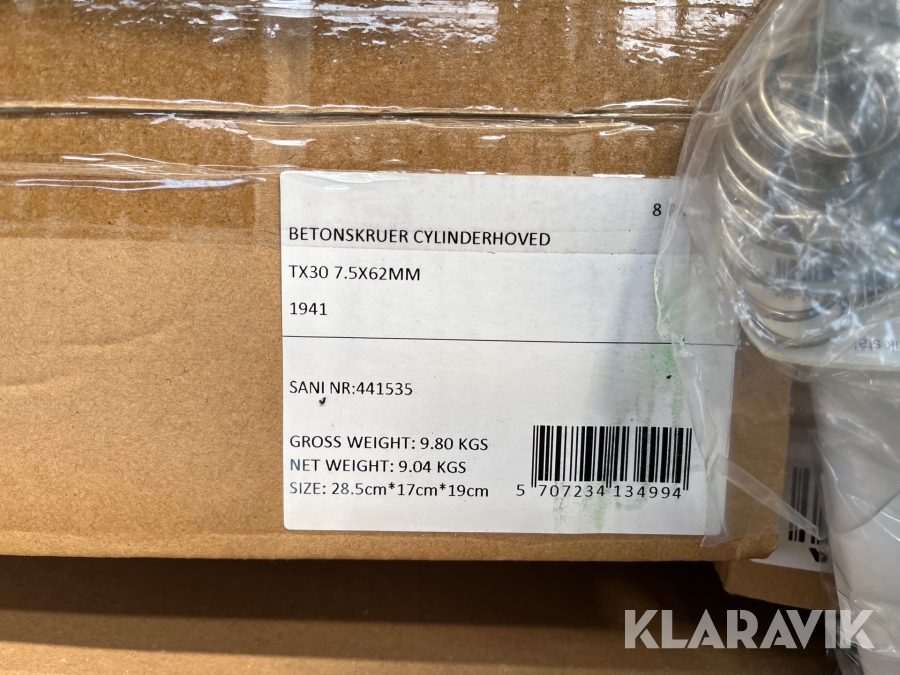 8
BETONSKRUER CYLINDERHOVED
TX30 7.5X62MM
1941
SANI NR:441535
GROSS WEIGHT: 9.80 KGS
NET WEIGHT: 9.04 KGS
SIZE: 28.5cm*17cm*19cm
5 707234 134994
KLARAVIK